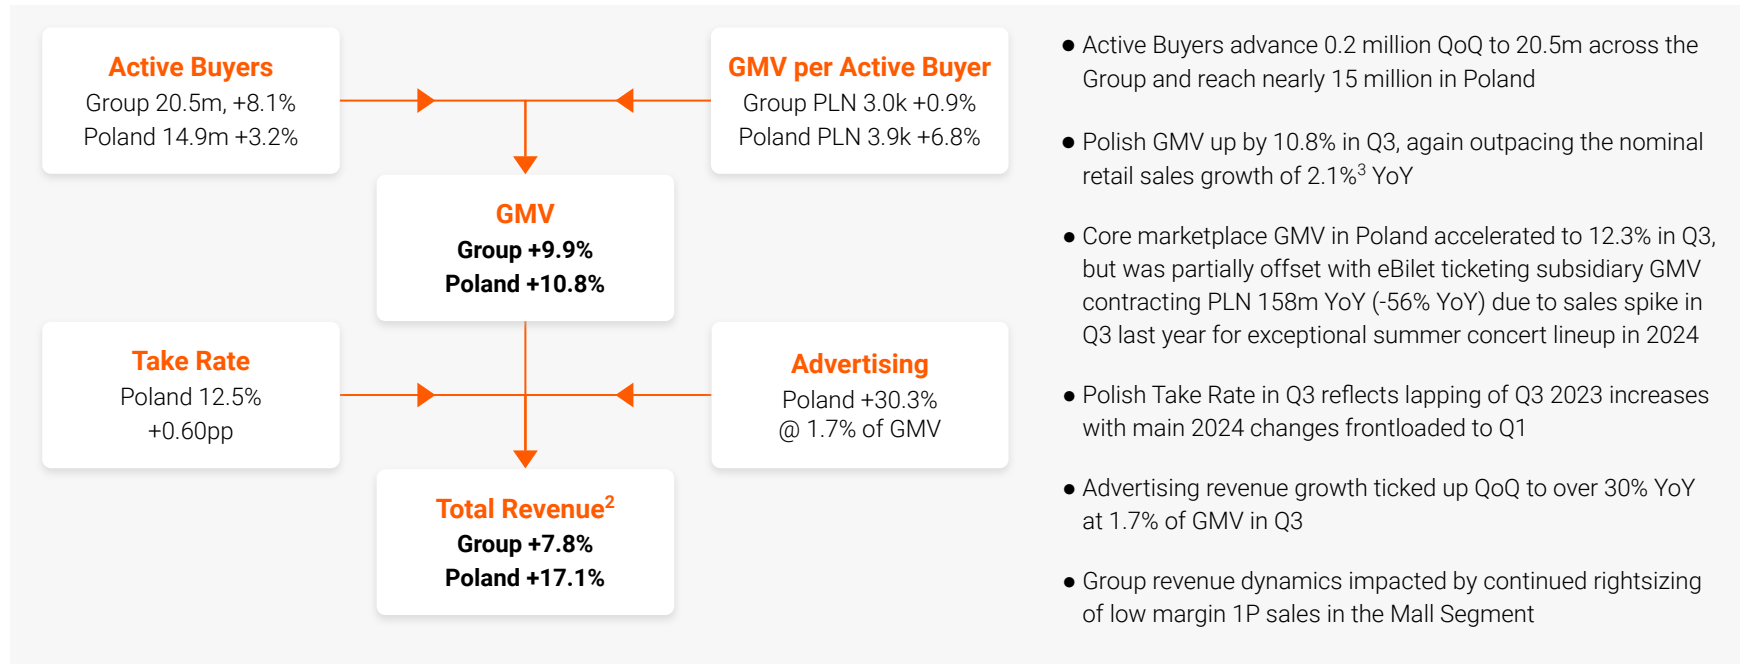 Active Buyers
Group 20.5m, +8.1%
Poland 14.9m +3.2%
GMV per Active Buyer
Group PLN 3.0k +0.9%
Poland PLN 3.9k +6.8%
GMV
Group +9.9%
Poland +10.8%
Take Rate
Poland 12.5%
+0.60pp
Advertising
Poland +30.3%
@ 1.7% of GMV
Total Revenue²
Group +7.8%
Poland +17.1%
● Active Buyers advance 0.2 million QoQ to 20.5m across the
Group and reach nearly 15 million in Poland
● Polish GMV up by 10.8% in Q3, again outpacing the nominal
retail sales growth of 2.1%³ YoY
● Core marketplace GMV in Poland accelerated to 12.3% in Q3,
but was partially offset with eBilet ticketing subsidiary GMV
contracting PLN 158m YoY (-56% YoY) due to sales spike in
Q3 last year for exceptional summer concert lineup in 2024
● Polish Take Rate in Q3 reflects lapping of Q3 2023 increases
with main 2024 changes frontloaded to Q1
● Advertising revenue growth ticked up QoQ to over 30% YoY
at 1.7% of GMV in Q3
● Group revenue dynamics impacted by continued rightsizing
of low margin 1P sales in the Mall Segment